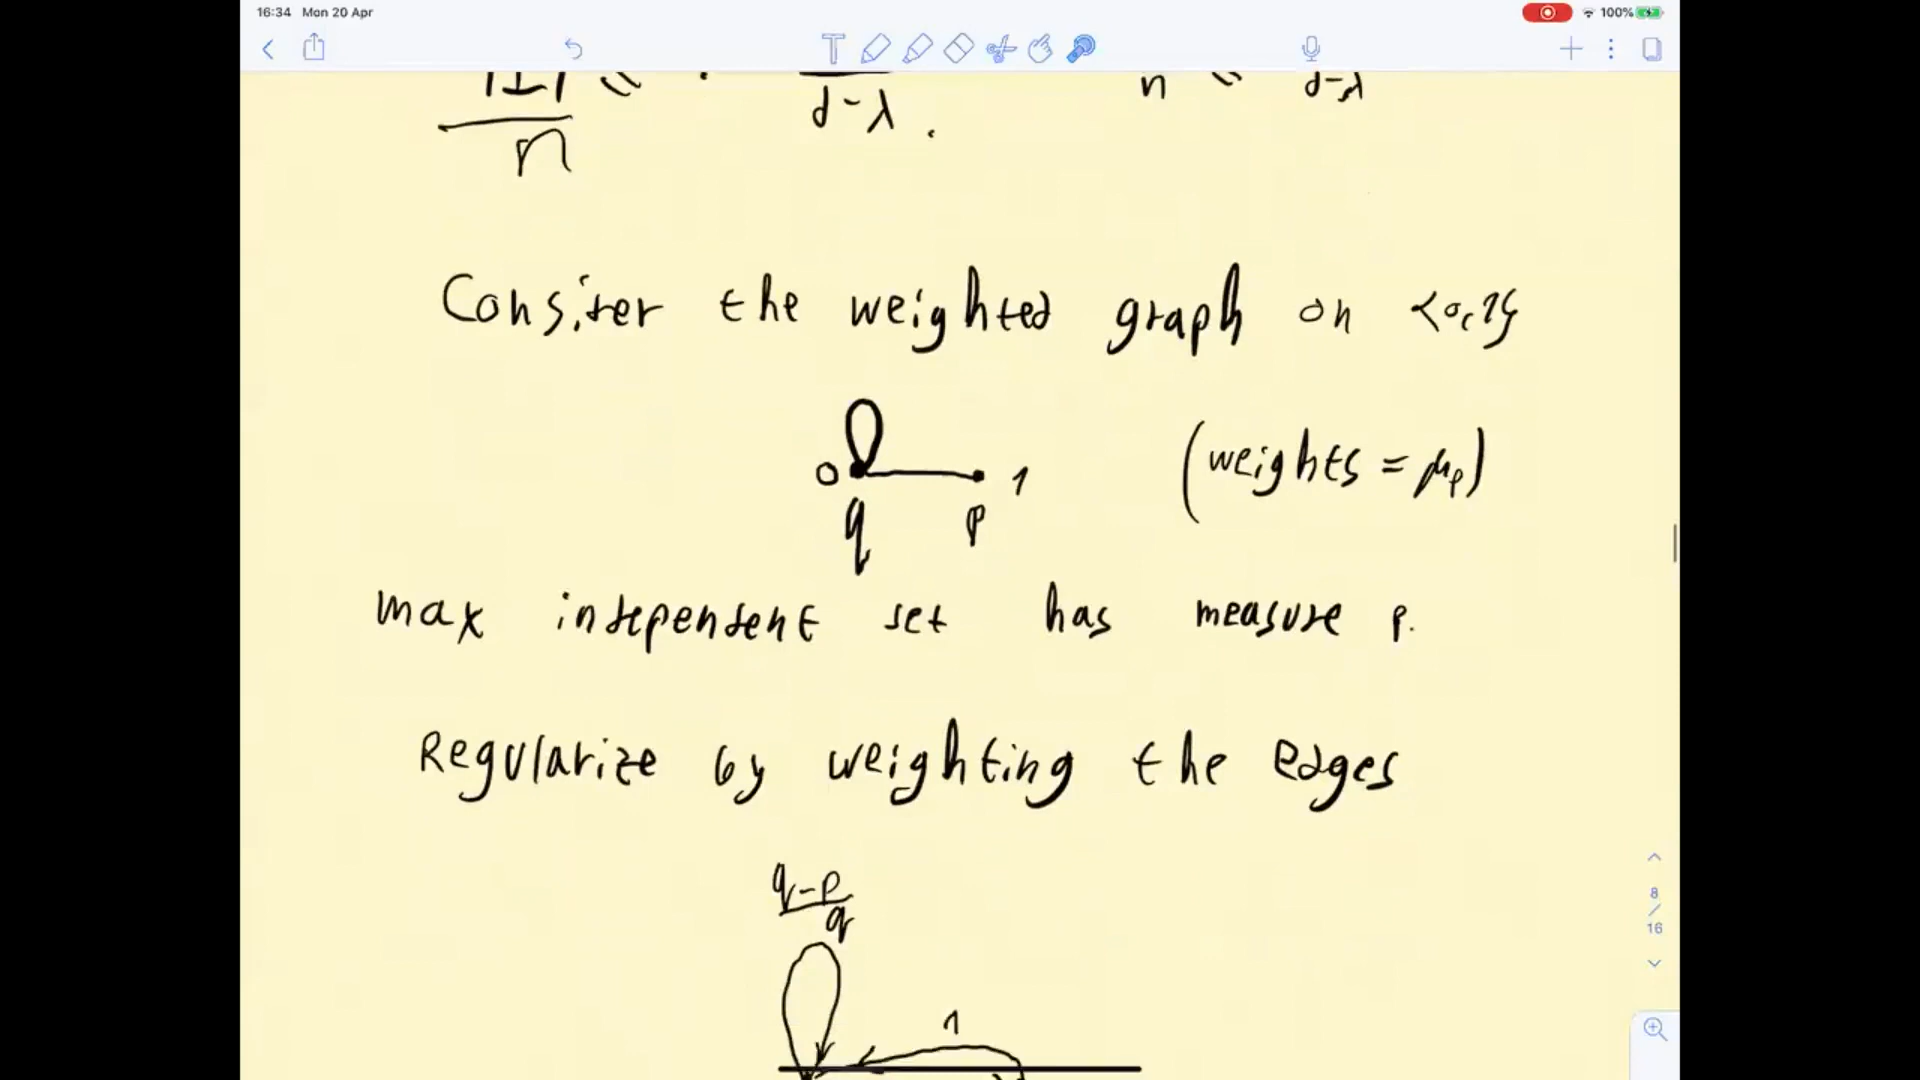 16:34 Mon 20 Apr
100%
T
n
d-λ
n
d-λ.
Consider the weighted graph on {0,1}
0 1 (weights = μp)
q p
max independent set has measure p.
Regularize by weighting the edges
q-p
q
8
/
16
1